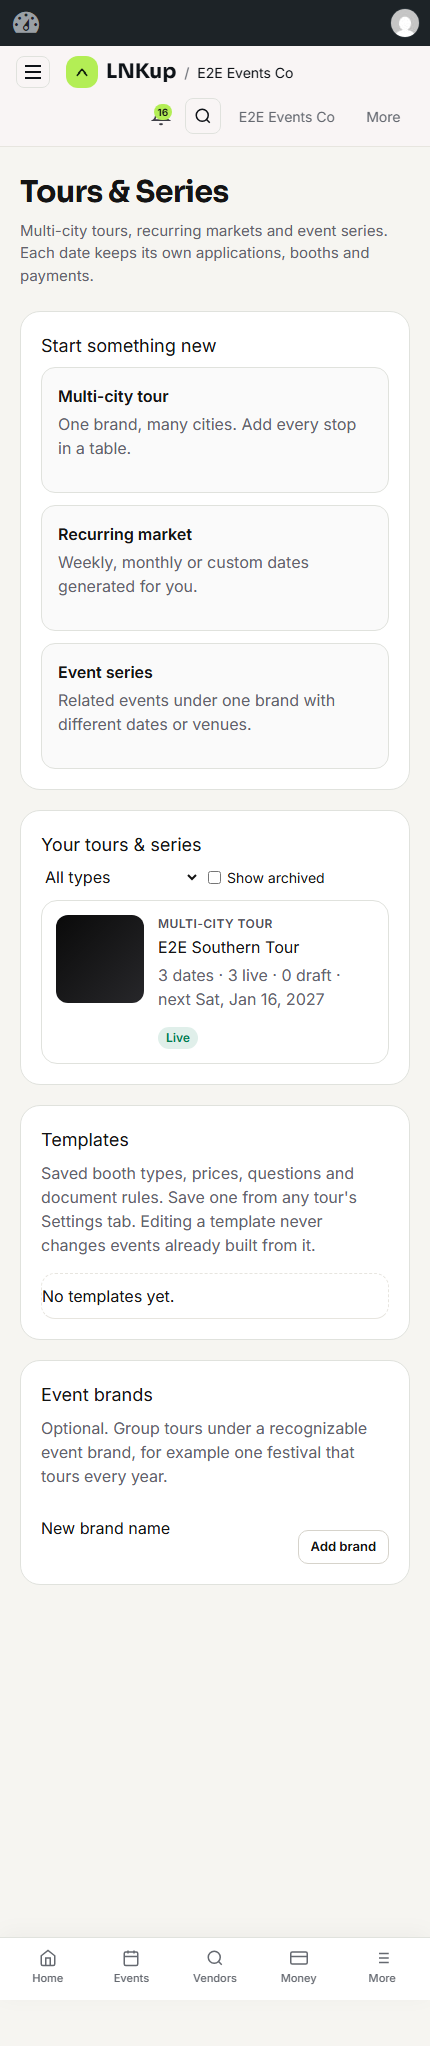 LNKup / E2E Events Co
16
E2E Events Co
More
Tours & Series
Multi-city tours, recurring markets and event series.
Each date keeps its own applications, booths and
payments.
Start something new
Multi-city tour
One brand, many cities. Add every stop
in a table.
Recurring market
Weekly, monthly or custom dates
generated for you.
Event series
Related events under one brand with
different dates or venues.
Your tours & series
All types
Show archived
MULTI-CITY TOUR
E2E Southern Tour
3 dates · 3 live · 0 draft ·
next Sat, Jan 16, 2027
Live
Templates
Saved booth types, prices, questions and
document rules. Save one from any tour's
Settings tab. Editing a template never
changes events already built from it.
No templates yet.
Event brands
Optional. Group tours under a recognizable
event brand, for example one festival that
tours every year.
New brand name
Add brand
Home
Events
Vendors
Money
More